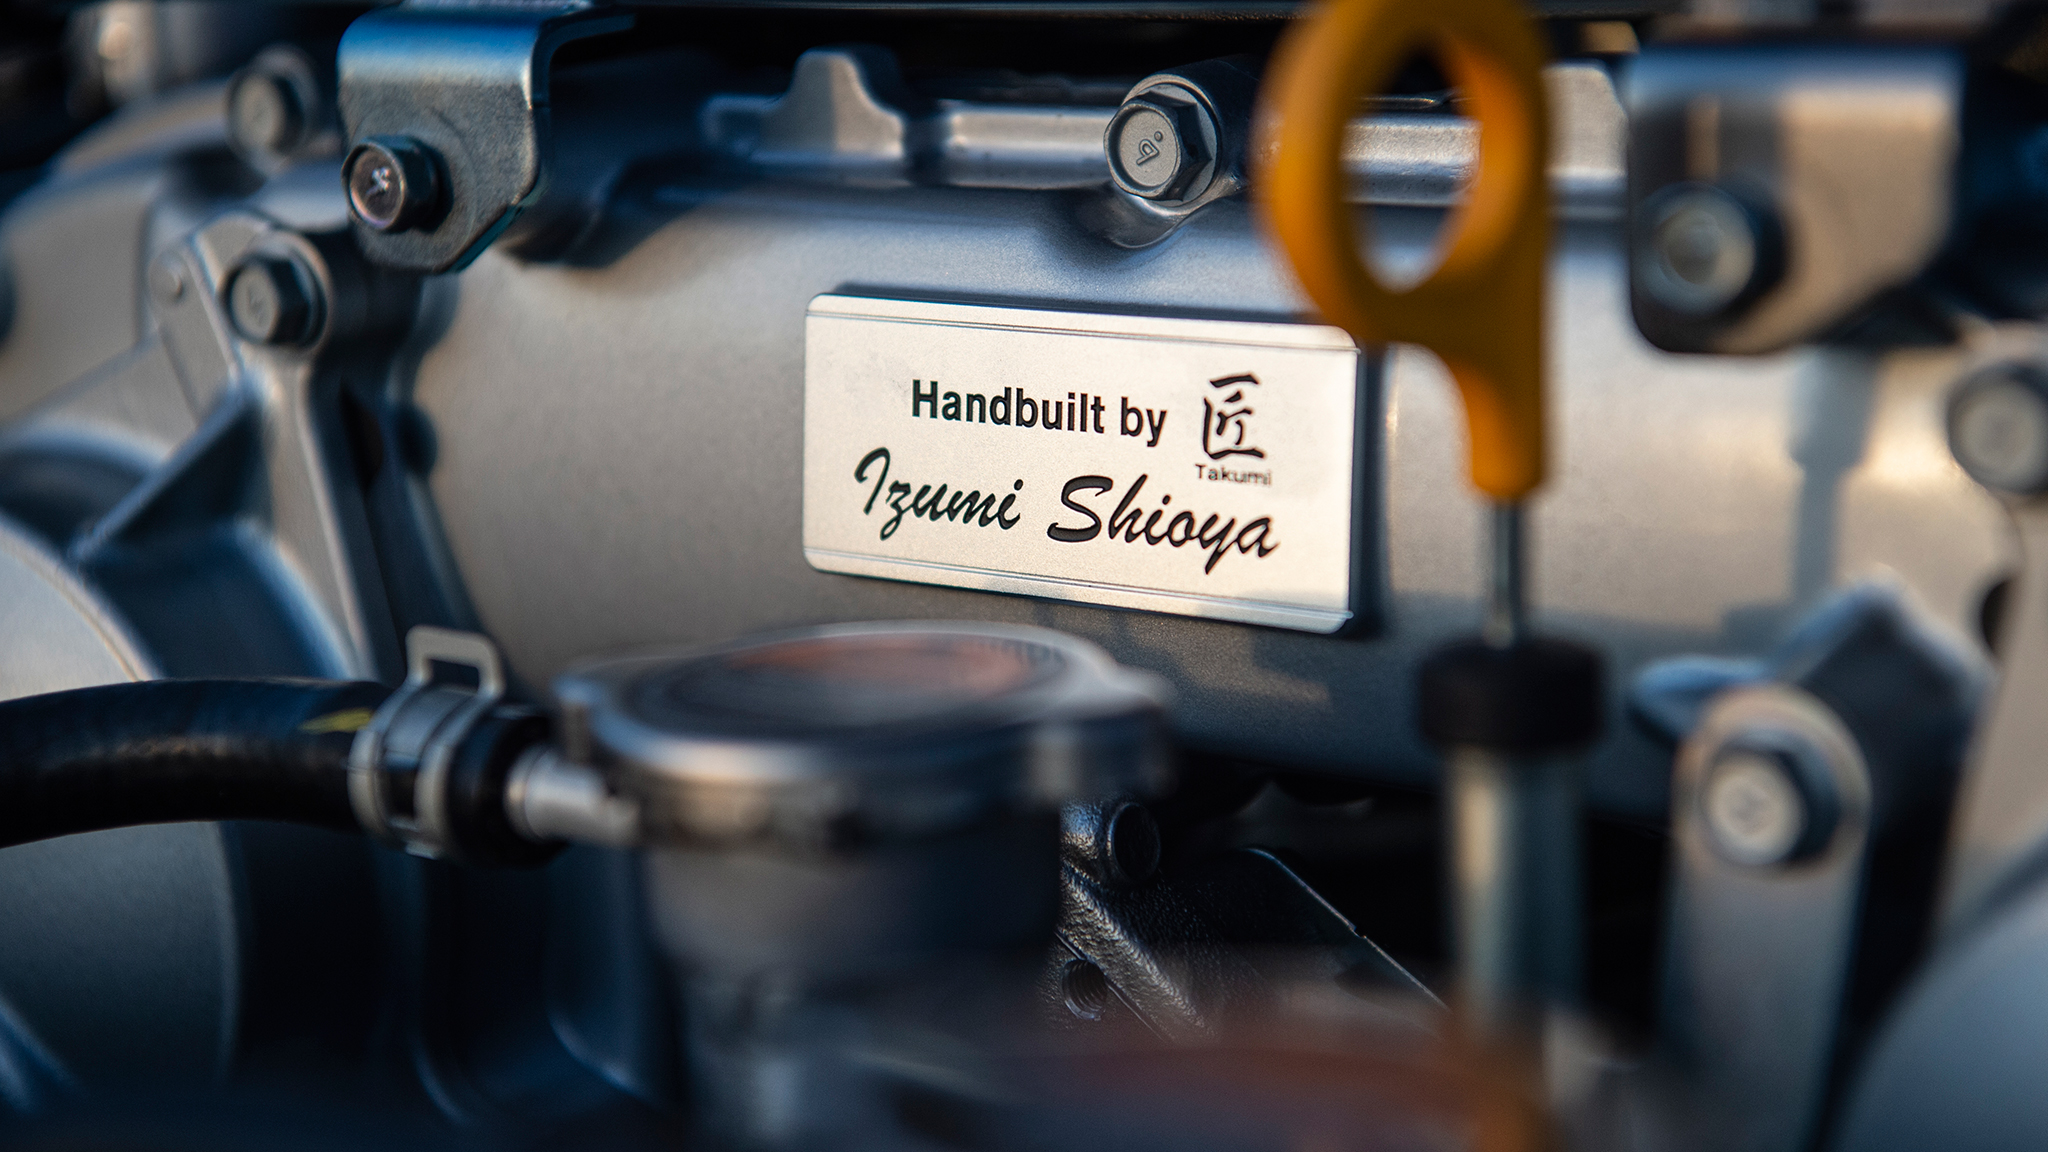 Handbuilt by 匠
Takumi
Izumi Shioya